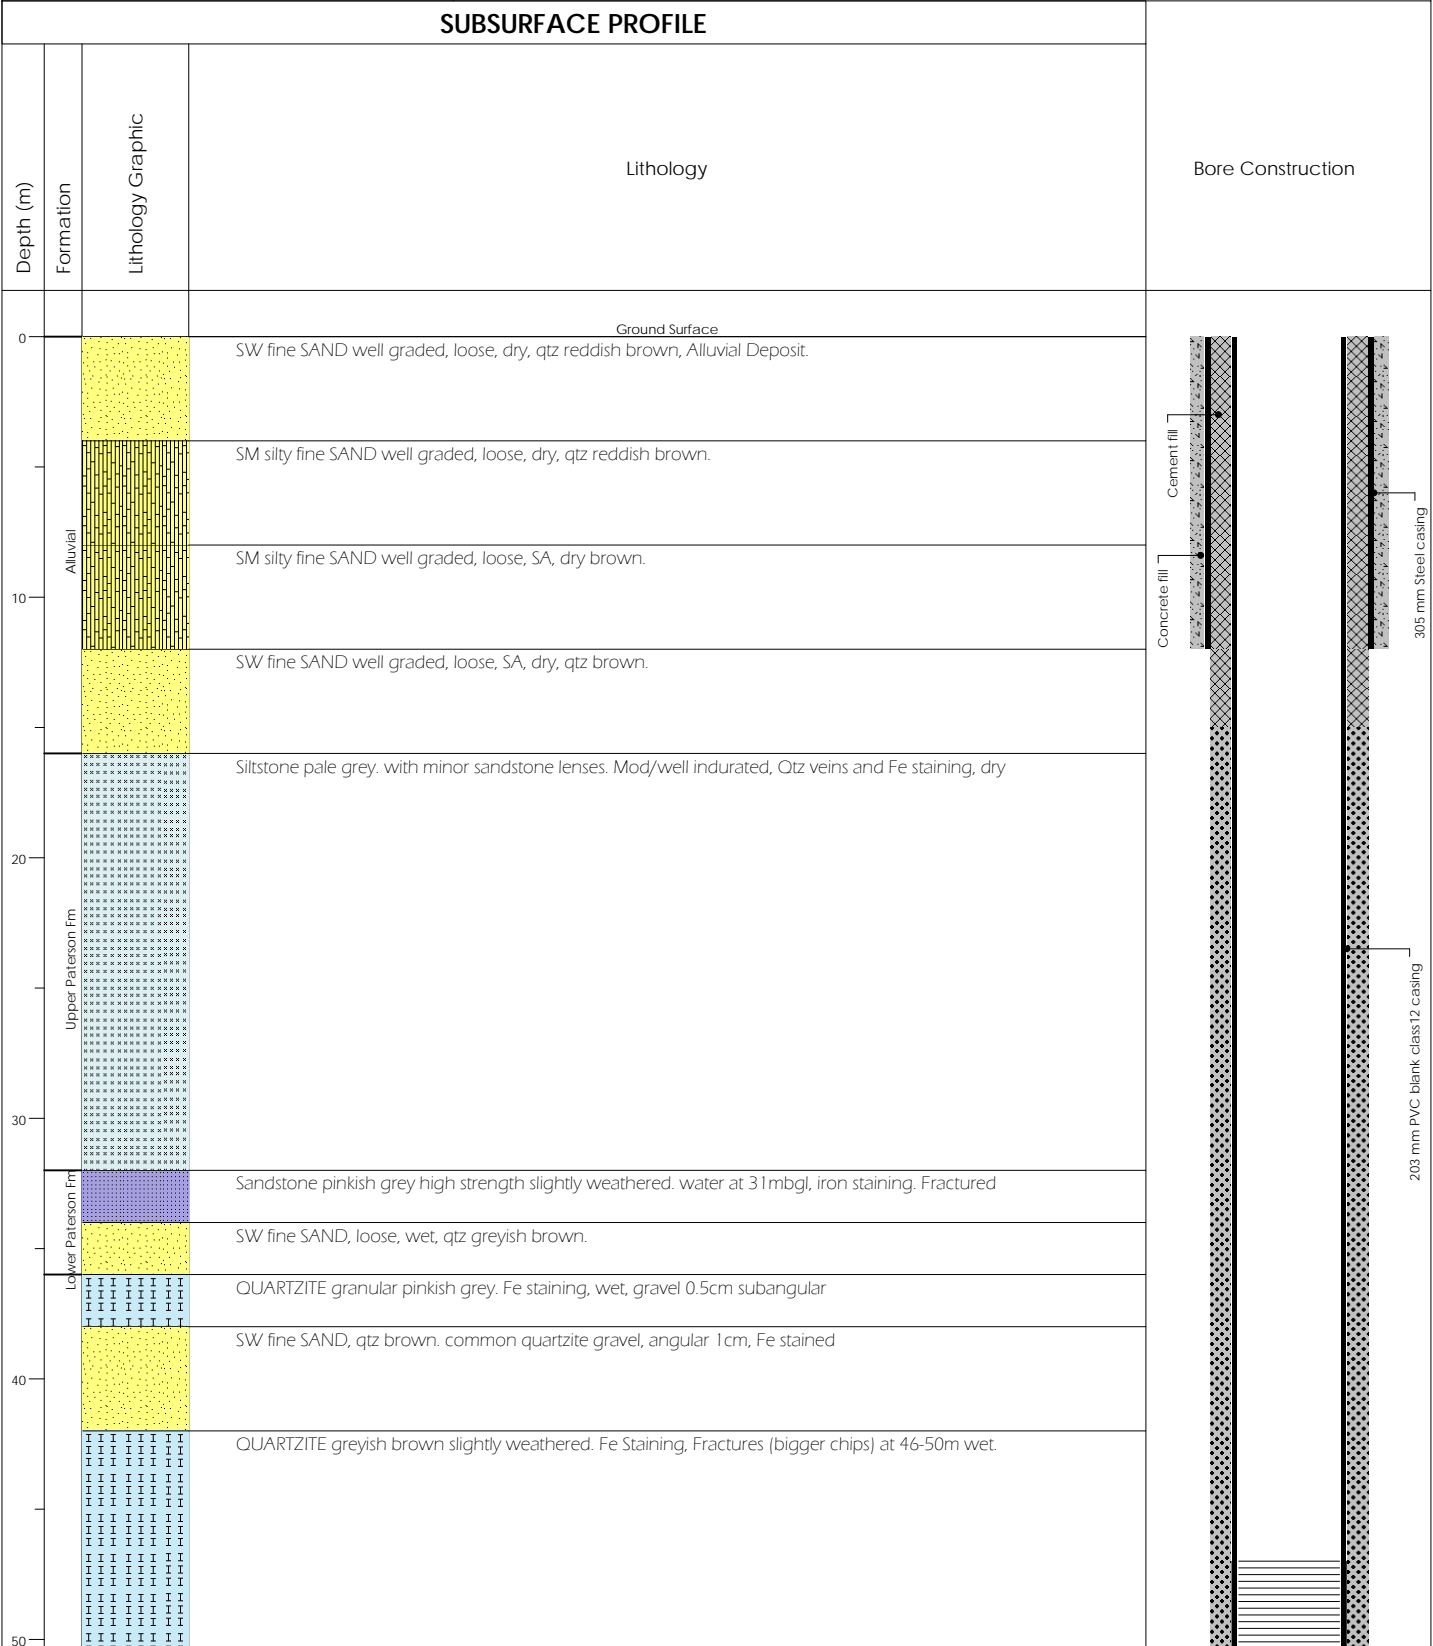 SUBSURFACE PROFILE
Depth (m)
Formation
Lithology Graphic
Lithology
Bore Construction
Ground Surface
0
SW fine SAND well graded, loose, dry, qtz reddish brown, Alluvial Deposit.
SM silty fine SAND well graded, loose, dry, qtz reddish brown.
Alluvial
SM silty fine SAND well graded, loose, SA, dry brown.
10
SW fine SAND well graded, loose, SA, dry, qtz brown.
Siltstone pale grey. with minor sandstone lenses. Mod/well indurated, Qtz veins and Fe staining, dry
20
Upper Paterson Fm
30
Sandstone pinkish grey high strength slightly weathered. water at 31mbgl, iron staining. Fractured
Lower Paterson Fm
SW fine SAND, loose, wet, qtz greyish brown.
QUARTZITE granular pinkish grey. Fe staining, wet, gravel 0.5cm subangular
SW fine SAND, qtz brown. common quartzite gravel, angular 1cm, Fe stained
40
QUARTZITE greyish brown slightly weathered. Fe Staining, Fractures (bigger chips) at 46-50m wet.
50
Cement fill
Concrete fill
305 mm Steel casing
203 mm PVC blank class12 casing